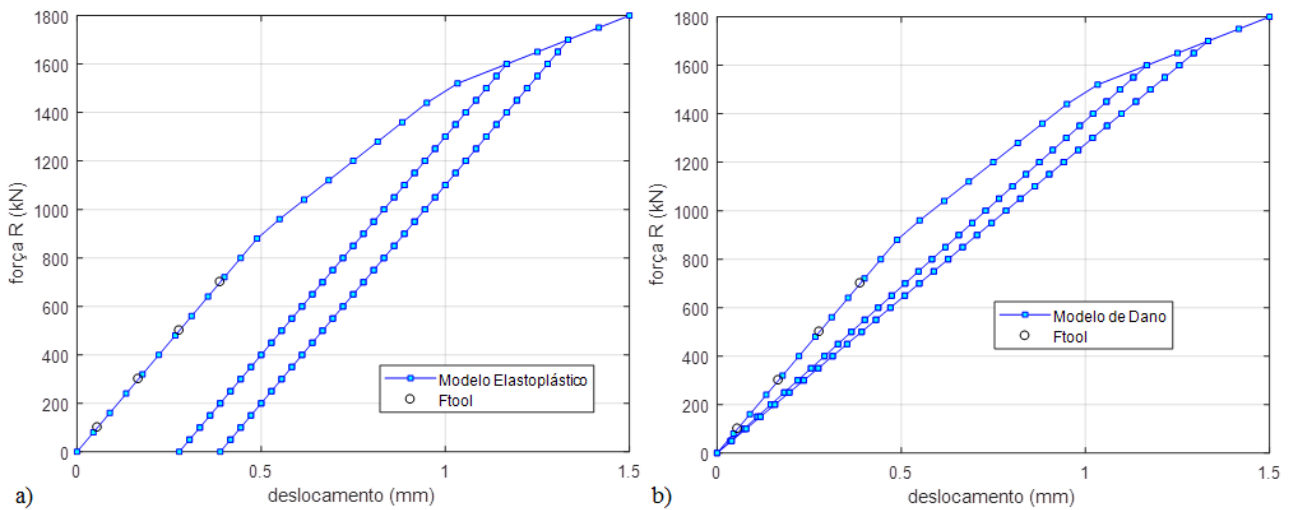 1800
1600
1400
1200
1000
800
600
400
200
0
força R (kN)
0
0.5
1
1.5
deslocamento (mm)
Modelo Elastoplástico
Ftool
a)
1800
1600
1400
1200
1000
800
600
400
200
0
força R (kN)
0
0.5
1
1.5
deslocamento (mm)
Modelo de Dano
Ftool
b)